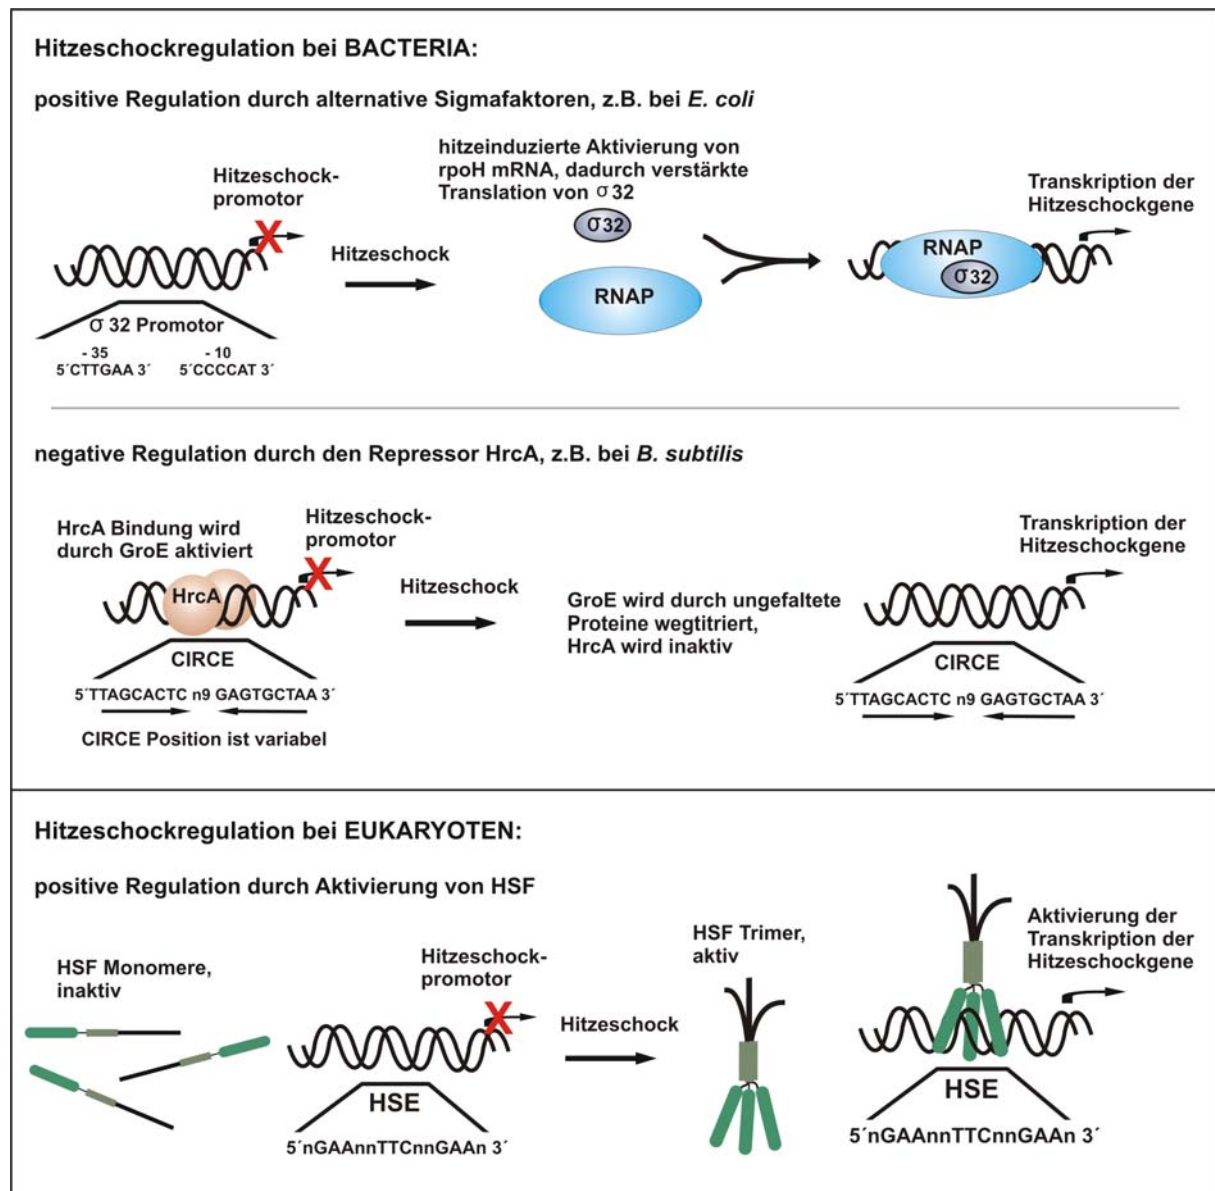 Hitzeschockregulation bei BACTERIA:
positive Regulation durch alternative Sigmafaktoren, z.B. bei E. coli
Hitzeschock-
promotor
Hitzeschock
σ 32 Promotor
- 35 - 10
5´CTTGAA 3´ 5´CCCCAT 3´
hitzeinduzierte Aktivierung von
rpoH mRNA, dadurch verstärkte
Translation von σ 32
σ32
RNAP
Transkription der
Hitzeschockgene
RNAP
σ32
negative Regulation durch den Repressor HrcA, z.B. bei B. subtilis
HrcA Bindung wird
durch GroE aktiviert
Hitzeschock-
promotor
HrcA
CIRCE
5´TTAGCACTC n9 GAGTGCTAA 3´
CIRCE Position ist variabel
Hitzeschock
GroE wird durch ungefaltete
Proteine wegtitriert,
HrcA wird inaktiv
Transkription der
Hitzeschockgene
CIRCE
5´TTAGCACTC n9 GAGTGCTAA 3´
Hitzeschockregulation bei EUKARYOTEN:
positive Regulation durch Aktivierung von HSF
HSF Monomere,
inaktiv
Hitzeschock-
promotor
HSE
5´nGAAnnTTCnnGAAn 3´
Hitzeschock
HSF Trimer,
aktiv
Aktivierung der
Transkription der
Hitzeschockgene
HSE
5´nGAAnnTTCnnGAAn 3´